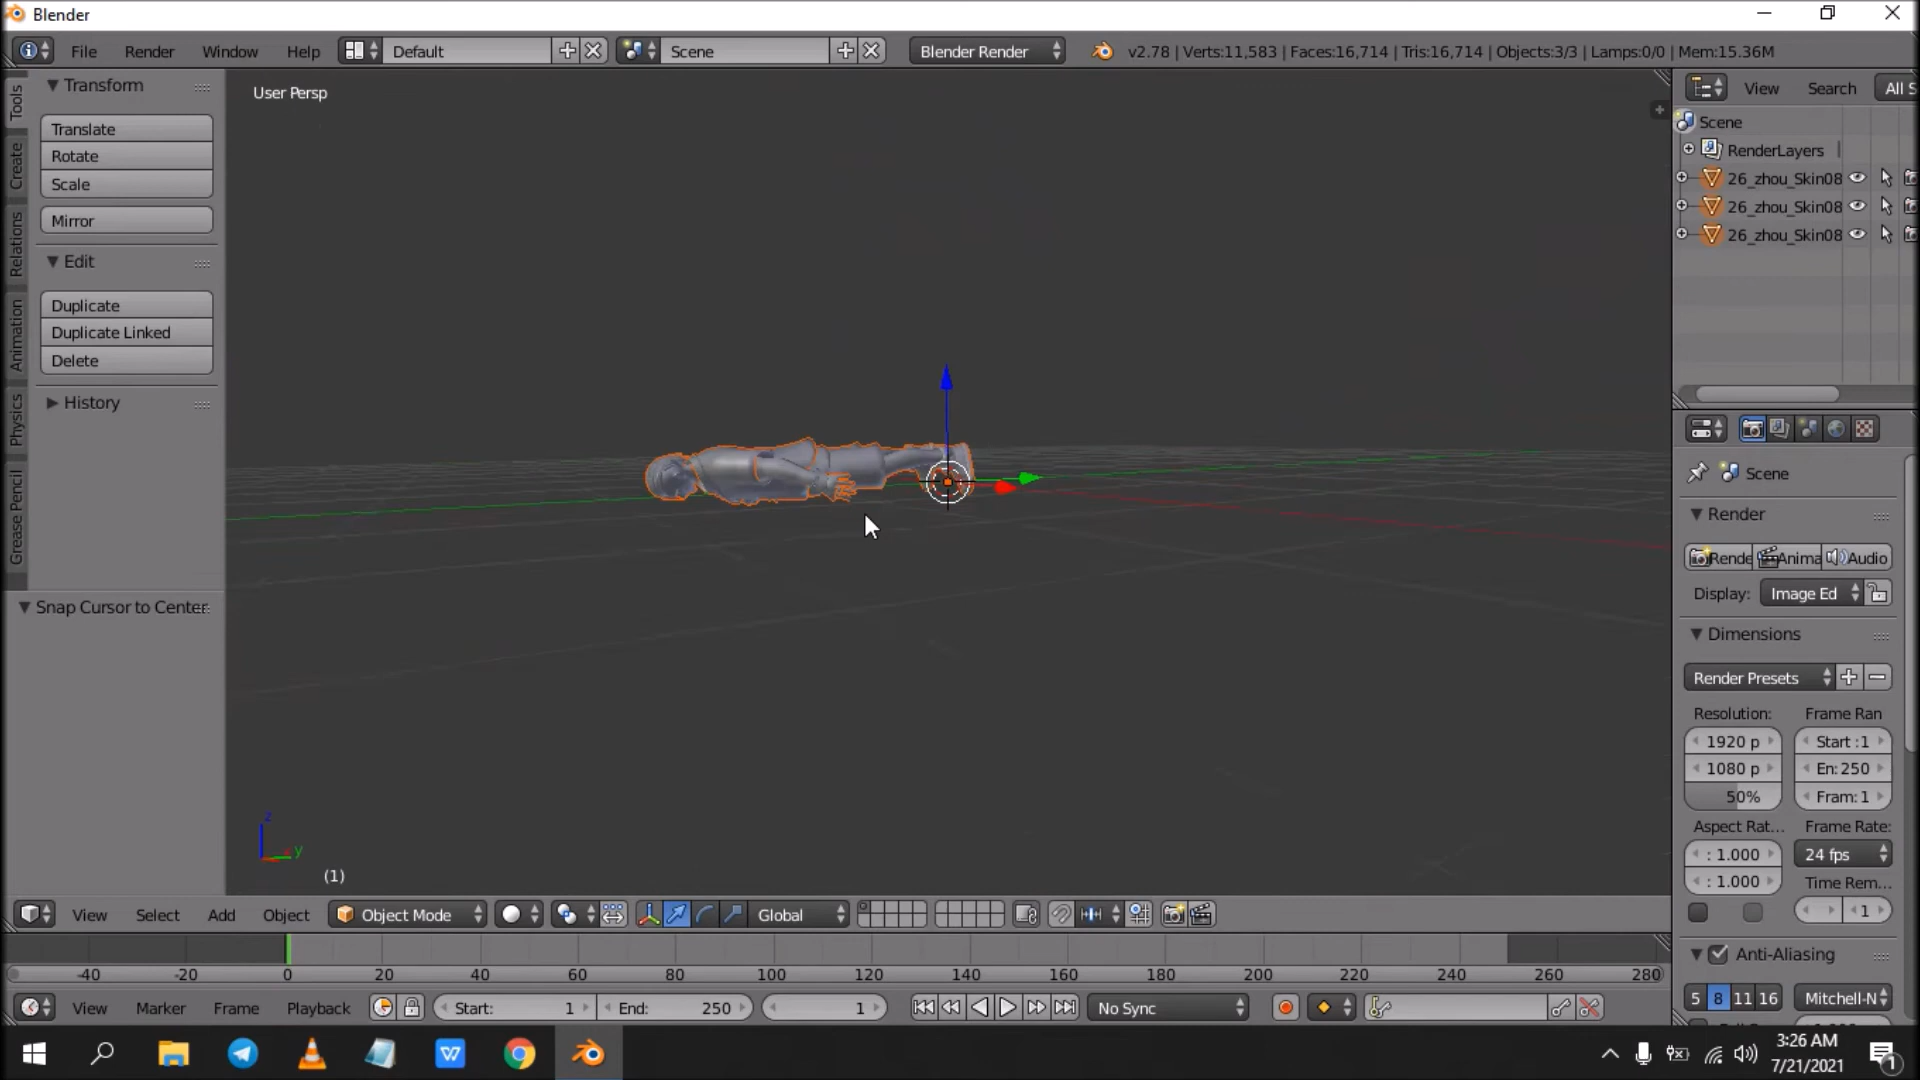 Blender
File Render Window Help Default Scene Blender Render v2.78 | Verts:11,583 | Faces:16,714 | Tris:16,714 | Objects:3/3 | Lamps:0/0 | Mem:15.36M
Tools
Create
Relations
Animation
Physics
Grease Pencil
Transform
Translate
Rotate
Scale
Mirror
Edit
Duplicate
Duplicate Linked
Delete
History
Snap Cursor to Center
User Persp
z
x y
(1)
View Search All S
Scene
RenderLayers
26_zhou_Skin08
26_zhou_Skin08
26_zhou_Skin08
Scene
Render
Rende Anima Audio
Display: Image Ed
Dimensions
Render Presets
Resolution: Frame Ran
1920 p Start :1
1080 p En: 250
50% Fram: 1
Aspect Rat... Frame Rate:
: 1.000 24 fps
: 1.000 Time Rem...
1
Anti-Aliasing
5 8 11 16 Mitchell-N
View Select Add Object Object Mode Global
-40 -20 0 20 40 60 80 100 120 140 160 180 200 220 240 260 280
View Marker Frame Playback Start: 1 End: 250 1 No Sync
3:26 AM
7/21/2021
1